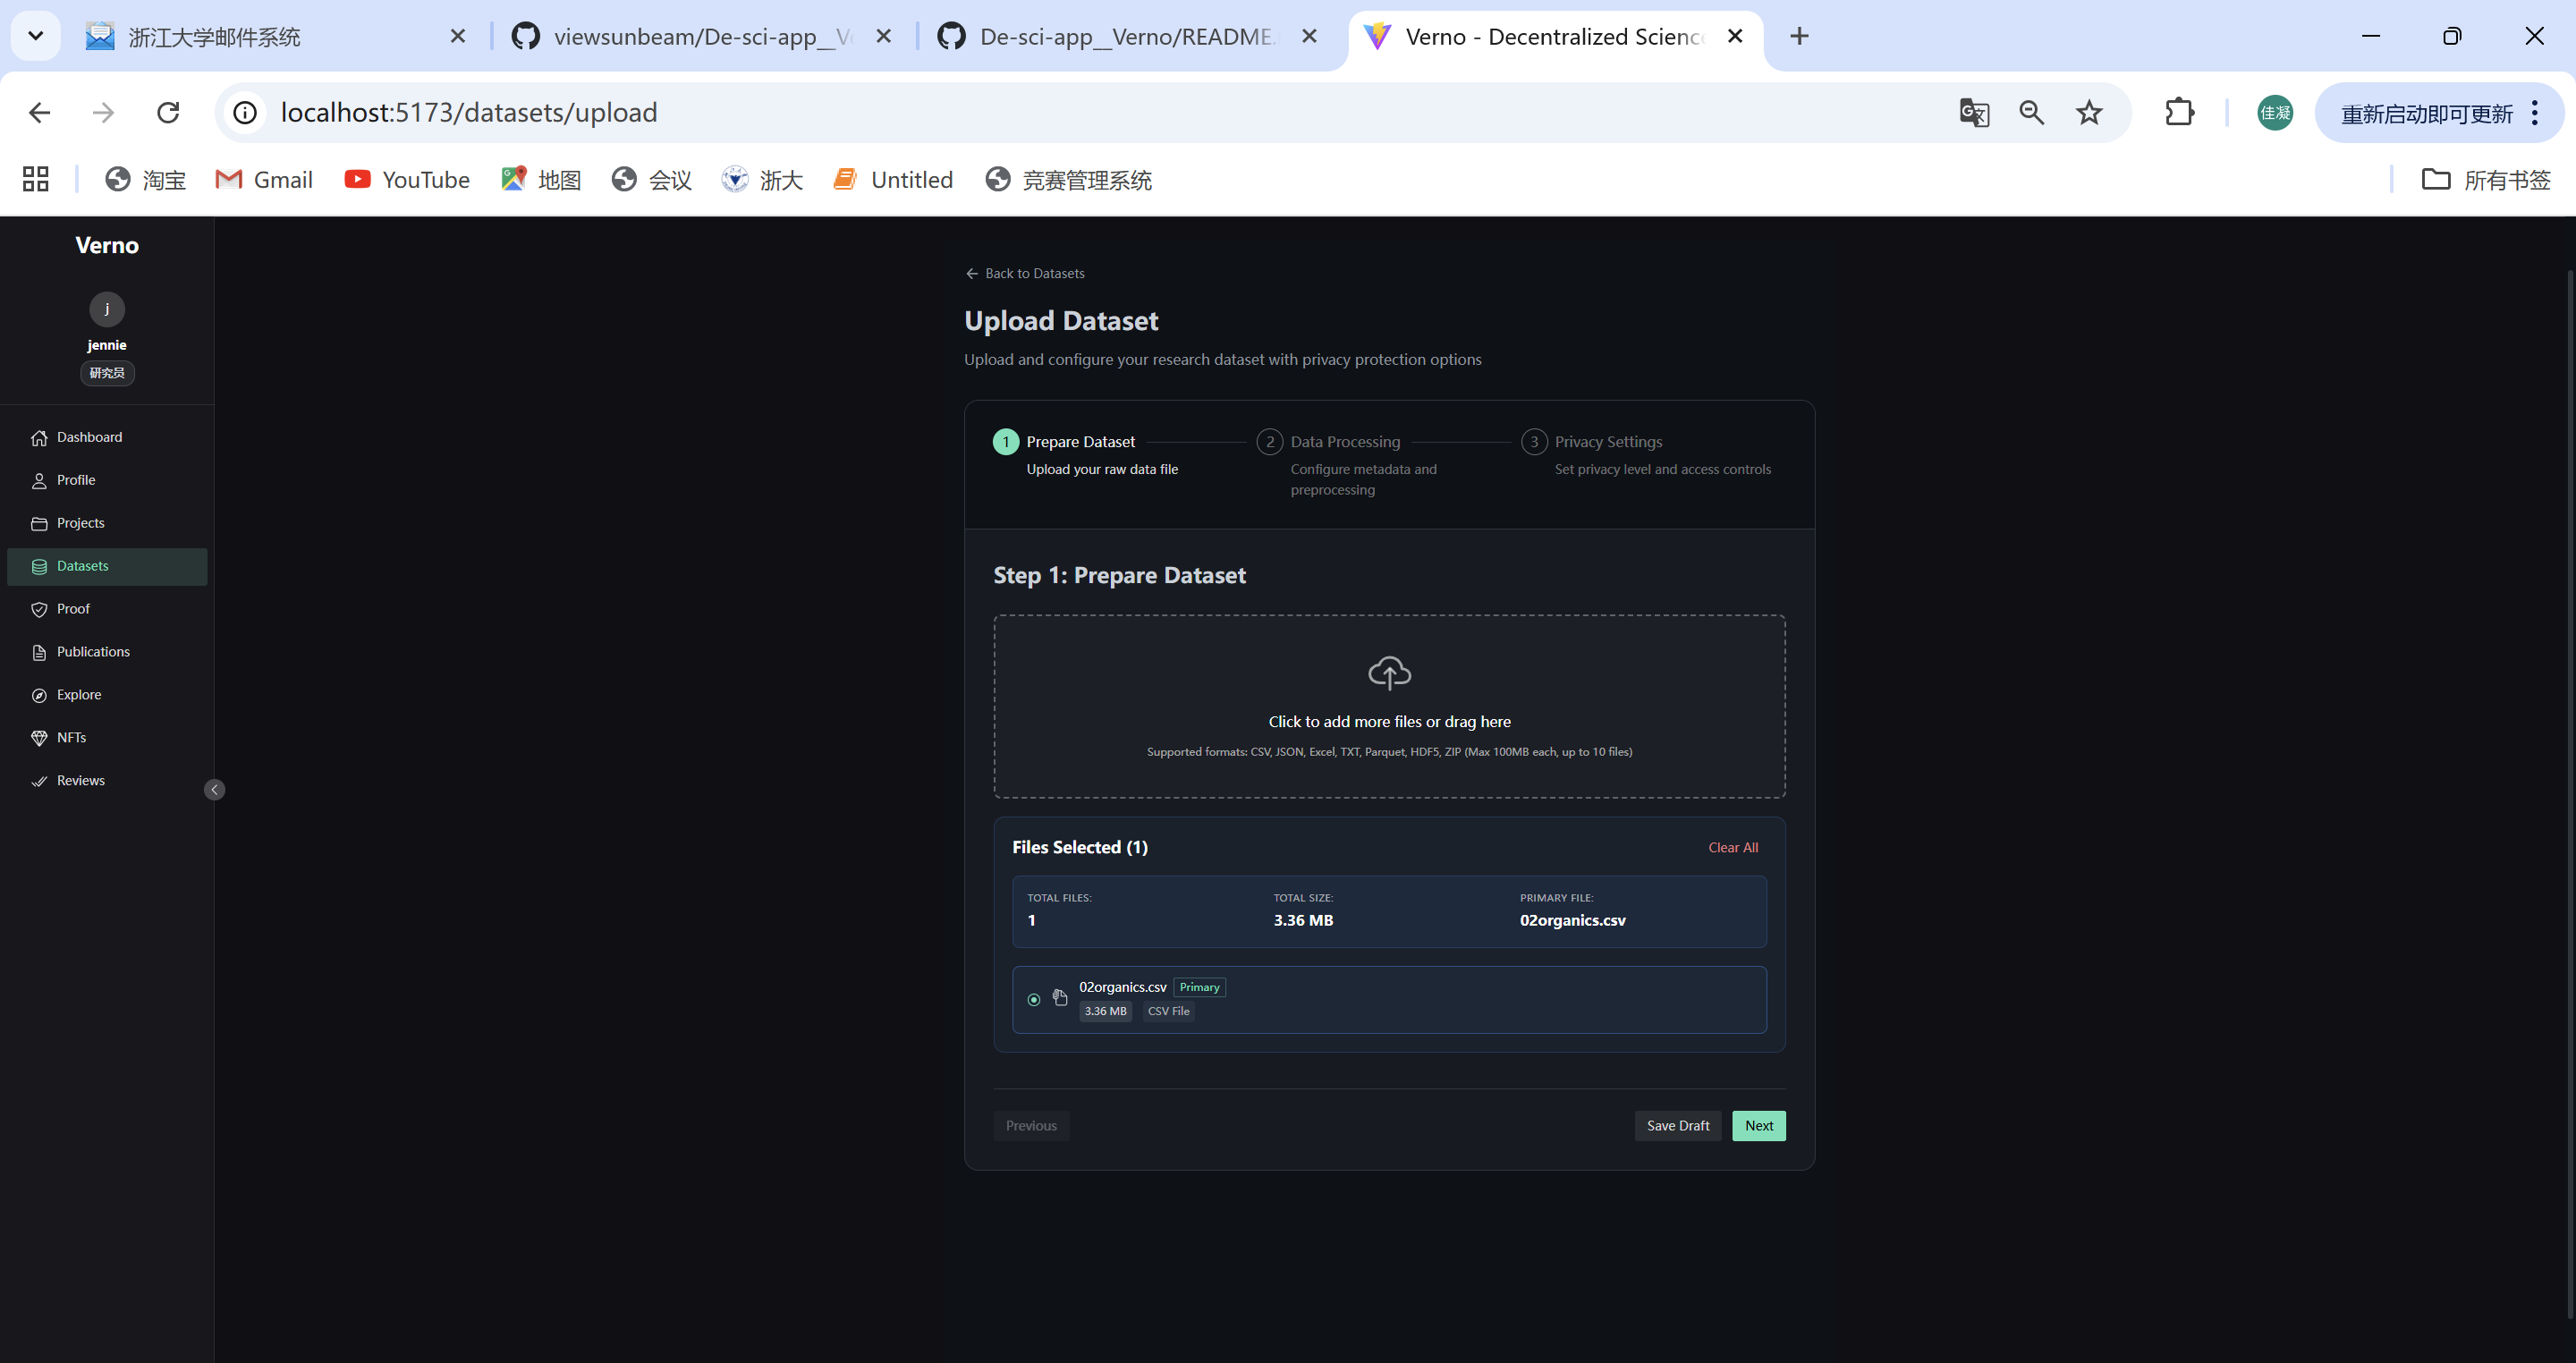 浙江大学邮件系统
viewsunbeam/De-sci-app__Ve
De-sci-app__Verno/README.
Verno - Decentralized Science
localhost:5173/datasets/upload
佳凝
重新启动即可更新
淘宝
Gmail
YouTube
地图
会议
浙大
Untitled
竞赛管理系统
所有书签
Verno
j
jennie
研究员
Dashboard
Profile
Projects
Datasets
Proof
Publications
Explore
NFTs
Reviews
Back to Datasets
Upload Dataset
Upload and configure your research dataset with privacy protection options
1 Prepare Dataset
Upload your raw data file
2 Data Processing
Configure metadata and
preprocessing
3 Privacy Settings
Set privacy level and access controls
Step 1: Prepare Dataset
Click to add more files or drag here
Supported formats: CSV, JSON, Excel, TXT, Parquet, HDF5, ZIP (Max 100MB each, up to 10 files)
Files Selected (1)
Clear All
TOTAL FILES:
1
TOTAL SIZE:
3.36 MB
PRIMARY FILE:
02organics.csv
02organics.csv Primary
3.36 MB CSV File
Previous
Save Draft
Next